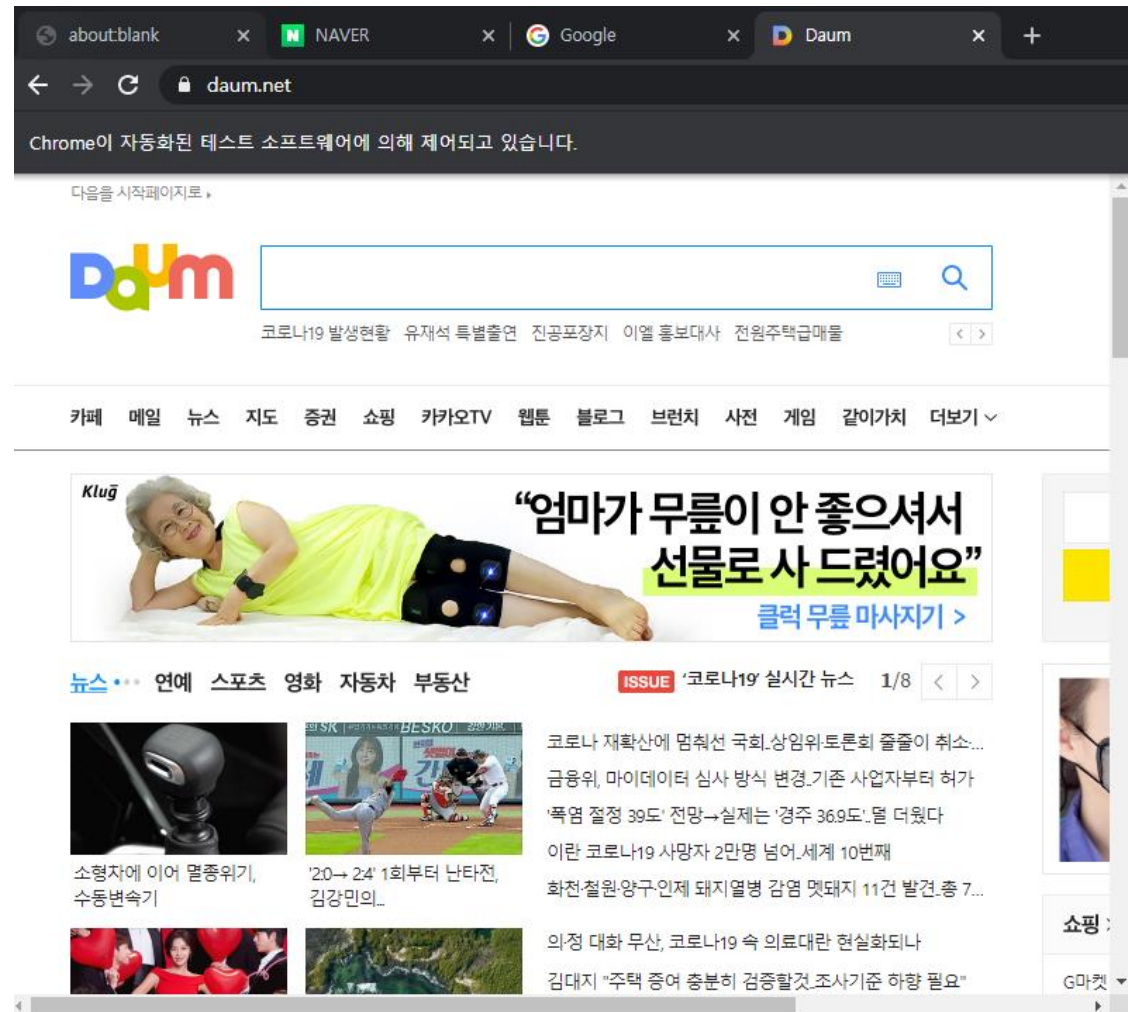 about:blank
NAVER
Google
Daum
daum.net
Chrome이 자동화된 테스트 소프트웨어에 의해 제어되고 있습니다.
다음을 시작페이지로
Daum
코로나19 발생현황 유재석 특별출연 진공포장지 이엘 홍보대사 전원주택급매물
카페 메일 뉴스 지도 증권 쇼핑 카카오TV 웹툰 블로그 브런치 사전 게임 같이가치 더보기
Klug
“엄마가 무릎이 안 좋으셔서
선물로 사 드렸어요”
클럭 무릎 마사지기 >
뉴스 연예 스포츠 영화 자동차 부동산
ISSUE '코로나19' 실시간 뉴스 1/8
소형차에 이어 멸종위기,
수동변속기
'2:0→ 2:4' 1회부터 난타전,
김강민의...
코로나 재확산에 멈춰선 국회..상임위·토론회 줄줄이 취소·...
금융위, 마이데이터 심사 방식 변경..기존 사업자부터 허가
'폭염 절정 39도' 전망→실제는 '경주 36.9도'..덜 더웠다
이란 코로나19 사망자 2만명 넘어..세계 10번째
화천·철원·양구·인제 돼지열병 감염 멧돼지 11건 발견..총 7...
의·정 대화 무산, 코로나19 속 의료대란 현실화되나
김대지 "주택 증여 충분히 검증할것..조사기준 하향 필요"
쇼핑
G마켓